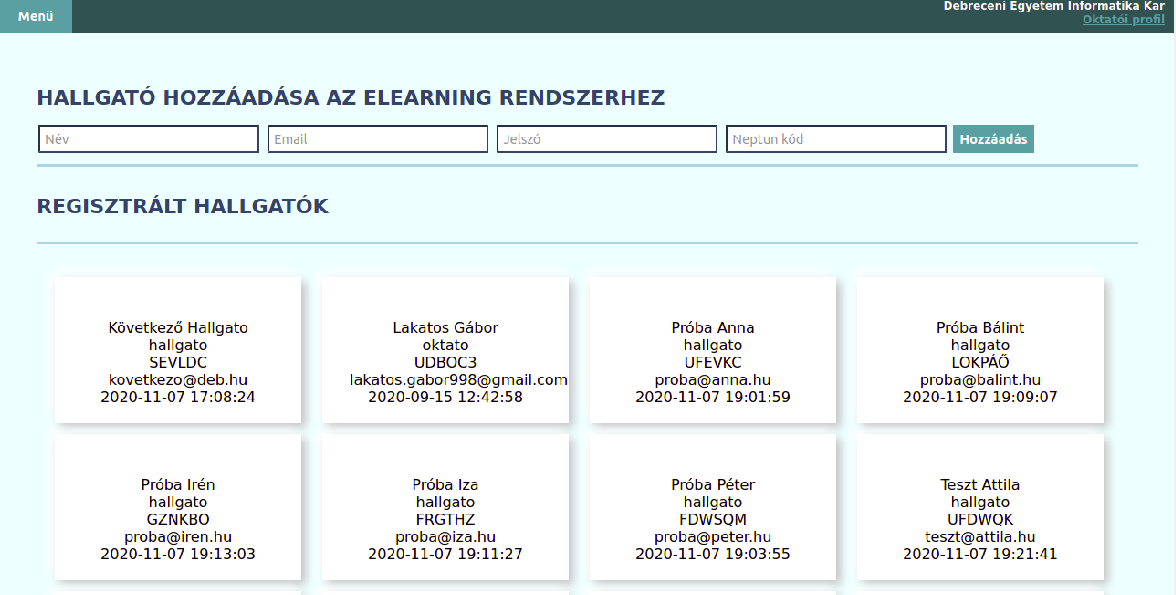 Menü
Debreceni Egyetem Informatika Kar
Oktatói profil
HALLGATÓ HOZZÁADÁSA AZ ELEARNING RENDSZERHEZ
Név
Email
Jelszó
Neptun kód
Hozzáadás
REGISZTRÁLT HALLGATÓK
Következő Hallgato
hallgato
SEVLDC
kovetkezo@deb.hu
2020-11-07 17:08:24
Lakatos Gábor
oktato
UDBOC3
lakatos.gabor998@gmail.com
2020-09-15 12:42:58
Próba Anna
hallgato
UFEVKC
proba@anna.hu
2020-11-07 19:01:59
Próba Bálint
hallgato
LOKPÁŐ
proba@balint.hu
2020-11-07 19:09:07
Próba Irén
hallgato
GZNKBO
proba@iren.hu
2020-11-07 19:13:03
Próba Iza
hallgato
FRGTHZ
proba@iza.hu
2020-11-07 19:11:27
Próba Péter
hallgato
FDWSQM
proba@peter.hu
2020-11-07 19:03:55
Teszt Attila
hallgato
UFDWQK
teszt@attila.hu
2020-11-07 19:21:41